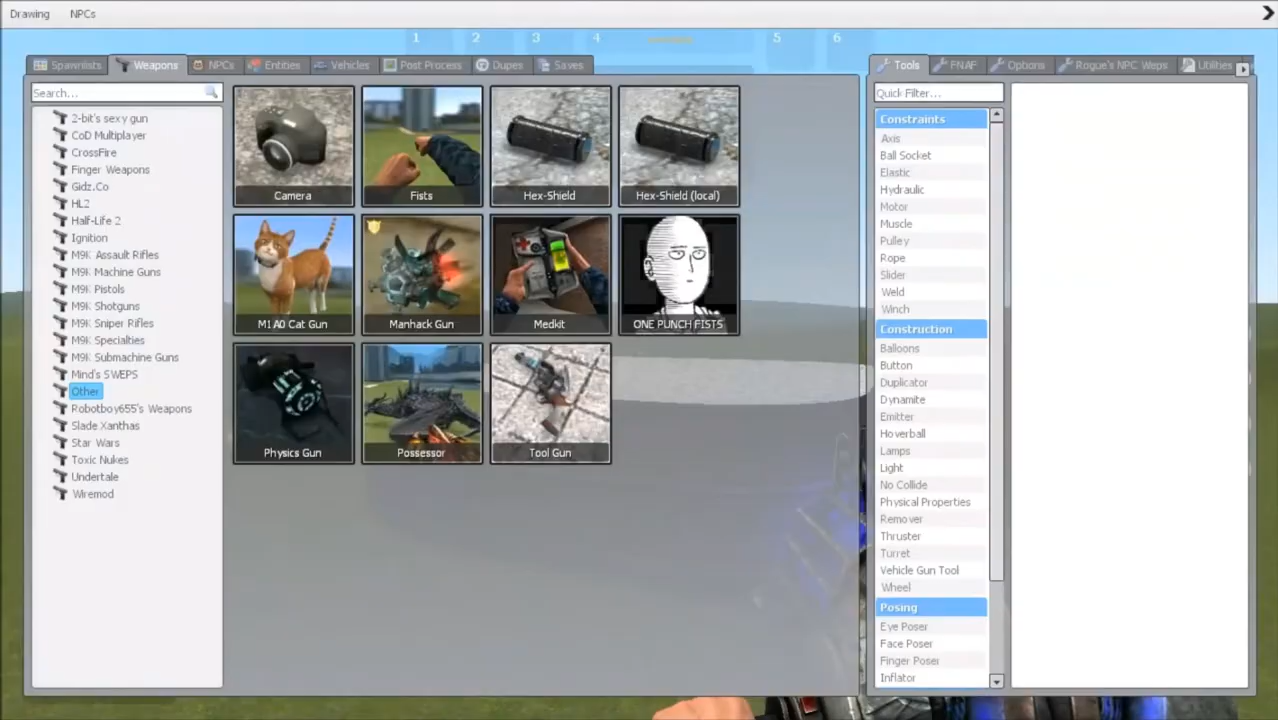 Drawing NPCs
1 2 3 4 5 6
Spawnlists Weapons NPCs Entities Vehicles Post Process Dupes Saves
Search...
2-bit's sexy gun
CoD Multiplayer
CrossFire
Finger Weapons
Gidz.Co
HL2
Half-Life 2
Ignition
M9K Assault Rifles
M9K Machine Guns
M9K Pistols
M9K Shotguns
M9K Sniper Rifles
M9K Specialties
M9K Submachine Guns
Mind's SWEPS
Other
Robotboy655's Weapons
Slade Xanthas
Star Wars
Toxic Nukes
Undertale
Wiremod
Camera Fists Hex-Shield Hex-Shield (local)
M1A0 Cat Gun Manhack Gun Medkit ONE PUNCH FISTS
Physics Gun Possessor Tool Gun
Tools FNAF Options Rogue's NPC Weps Utilities
Quick Filter...
Constraints
Axis
Ball Socket
Elastic
Hydraulic
Motor
Muscle
Pulley
Rope
Slider
Weld
Winch
Construction
Balloons
Button
Duplicator
Dynamite
Emitter
Hoverball
Lamps
Light
No Collide
Physical Properties
Remover
Thruster
Turret
Vehicle Gun Tool
Wheel
Posing
Eye Poser
Face Poser
Finger Poser
Inflator